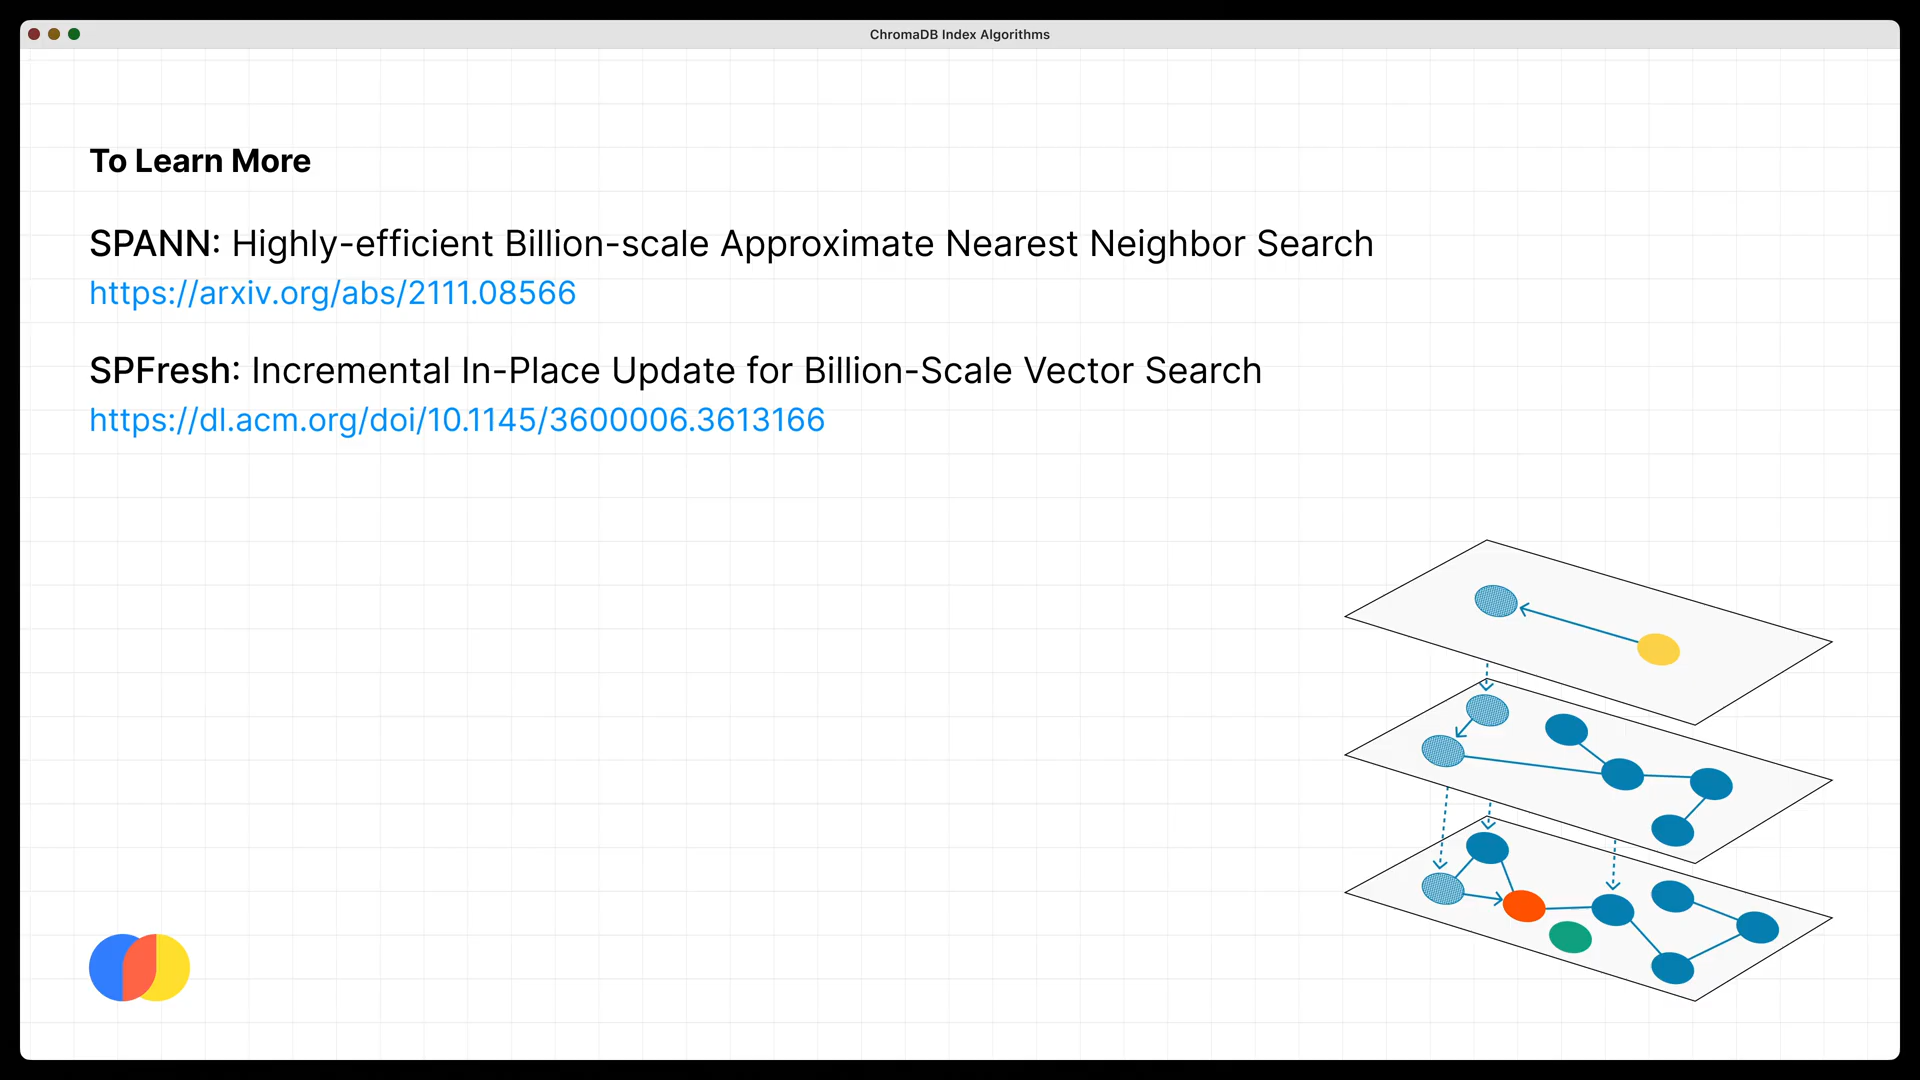 ChromaDB Index Algorithms
To Learn More
SPANN: Highly-efficient Billion-scale Approximate Nearest Neighbor Search
https://arxiv.org/abs/2111.08566
SPFresh: Incremental In-Place Update for Billion-Scale Vector Search
https://dl.acm.org/doi/10.1145/3600006.3613166